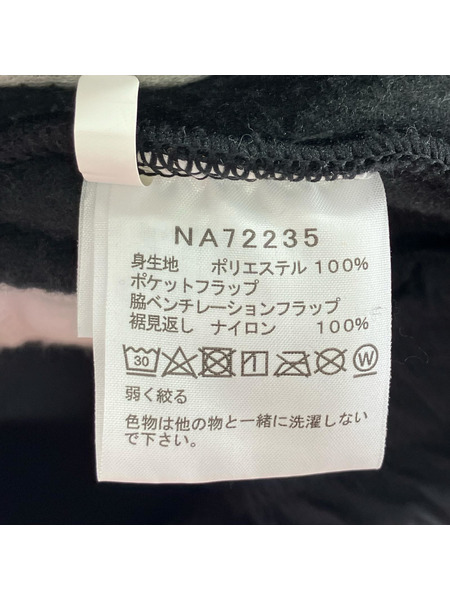 NA72235
身生地 ポリエステル 100%
ポケットフラップ
脇ベンチレーションフラップ
裾見返し ナイロン 100%
30 W
弱く絞る
色物は他の物と一緒に洗濯しない
で下さい。